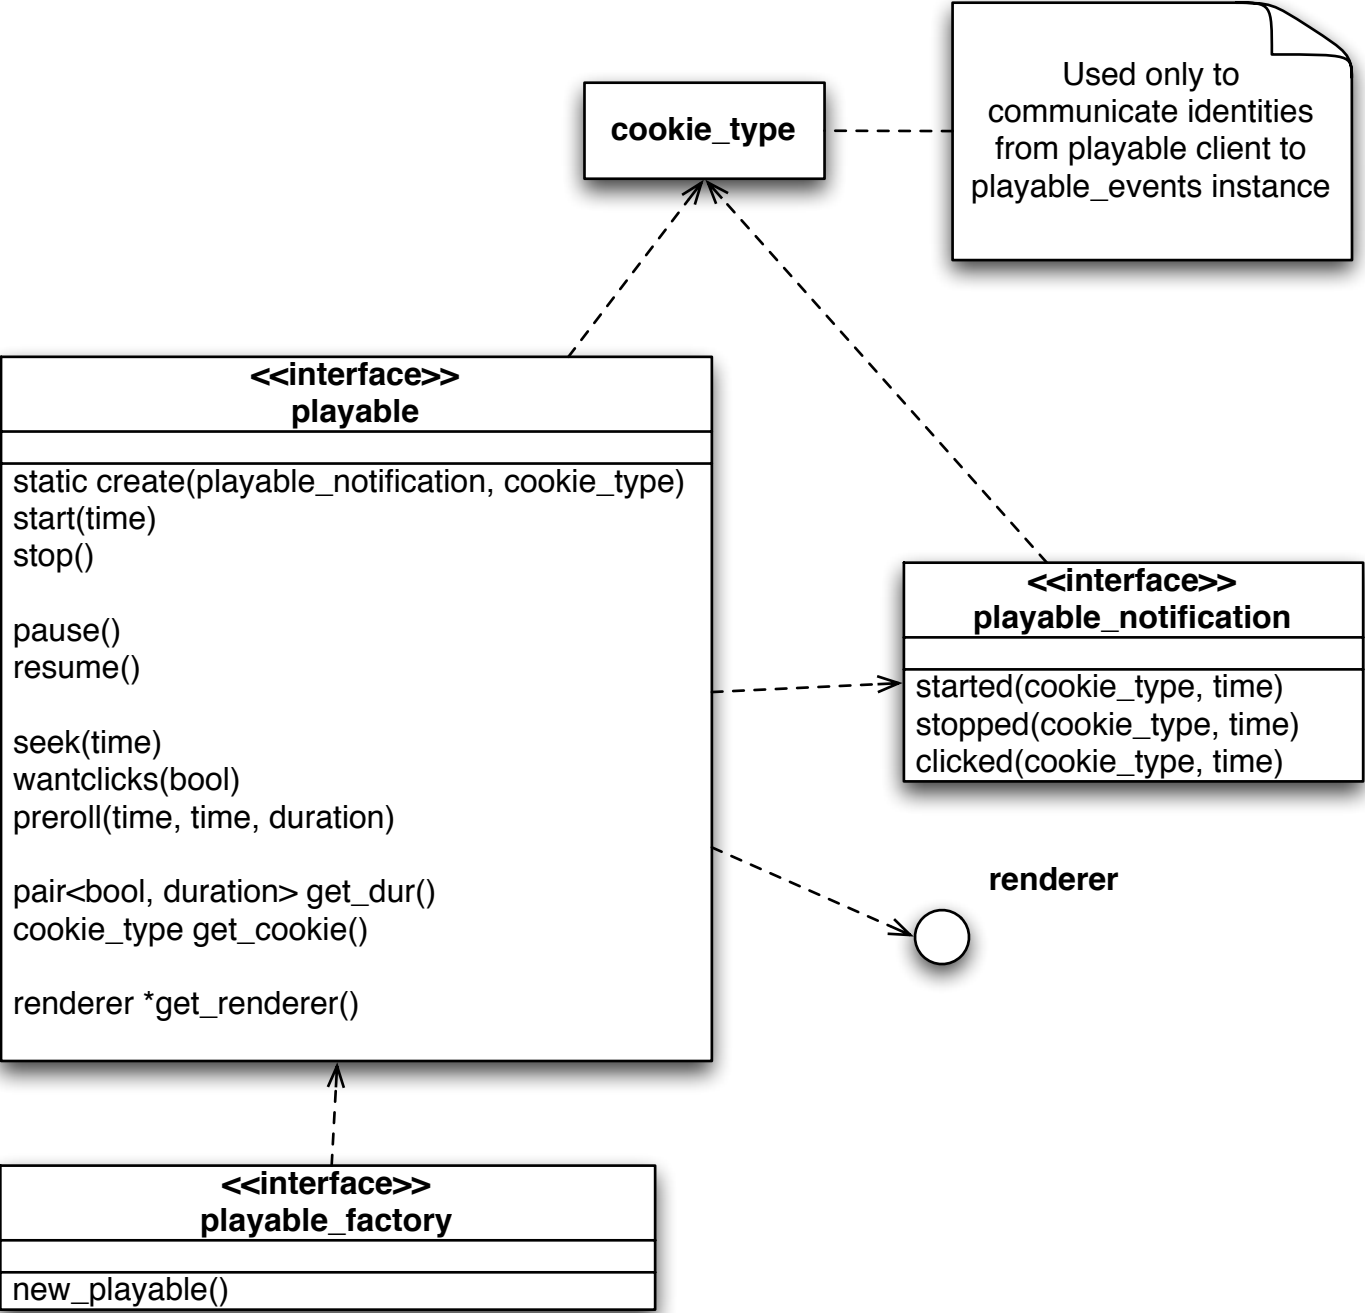 Used only to
communicate identities
from playable client to
playable_events instance
cookie_type
<<interface>>
playable
static create(playable_notification, cookie_type)
start(time)
stop()
pause()
resume()
seek(time)
wantclicks(bool)
preroll(time, time, duration)
pair<bool, duration> get_dur()
cookie_type get_cookie()
renderer *get_renderer()
<<interface>>
playable_notification
started(cookie_type, time)
stopped(cookie_type, time)
clicked(cookie_type, time)
renderer
<<interface>>
playable_factory
new_playable()